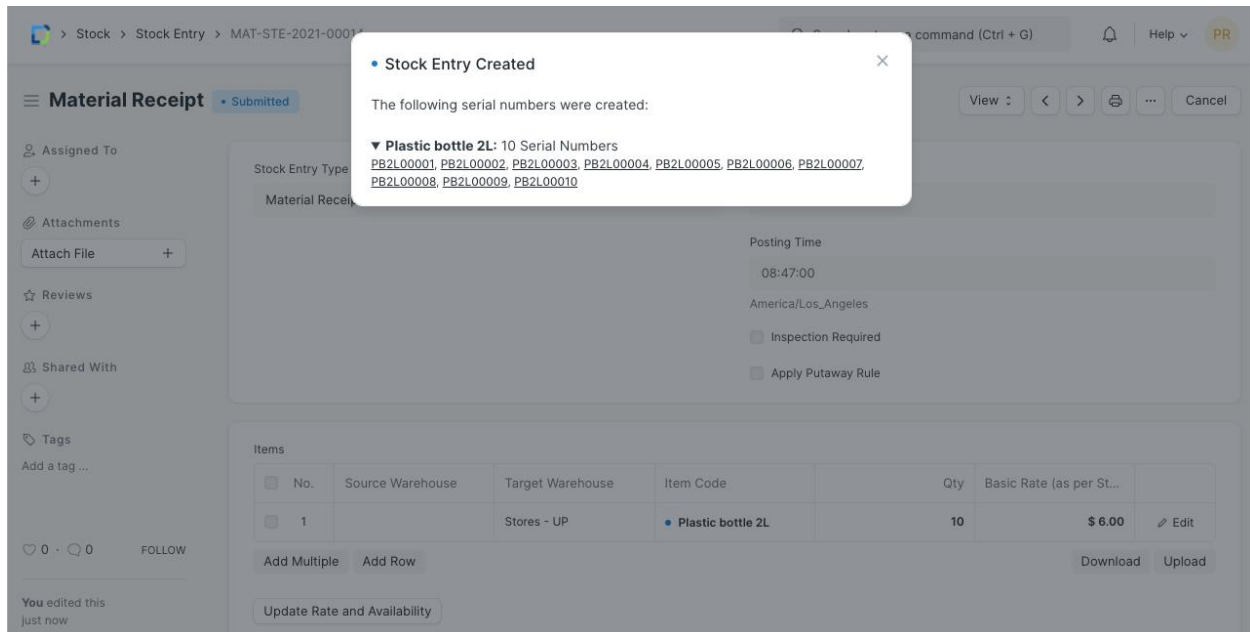 Stock > Stock Entry > MAT-STE-2021-0001
command (Ctrl + G)
Help
PR
Stock Entry Created
The following serial numbers were created:
▼ Plastic bottle 2L: 10 Serial Numbers
PB2L00001, PB2L00002, PB2L00003, PB2L00004, PB2L00005, PB2L00006, PB2L00007,
PB2L00008, PB2L00009, PB2L00010
Material Receipt
• Submitted
View
Cancel
Assigned To
Attachments
Attach File +
Reviews
Shared With
Tags
Add a tag ...
0 · 0 FOLLOW
You edited this
just now
Stock Entry Type
Material Receip
Posting Time
08:47:00
America/Los_Angeles
Inspection Required
Apply Putaway Rule
Items
No. Source Warehouse Target Warehouse Item Code Qty Basic Rate (as per St...
1 Stores - UP • Plastic bottle 2L 10 $ 6.00 Edit
Add Multiple Add Row Download Upload
Update Rate and Availability